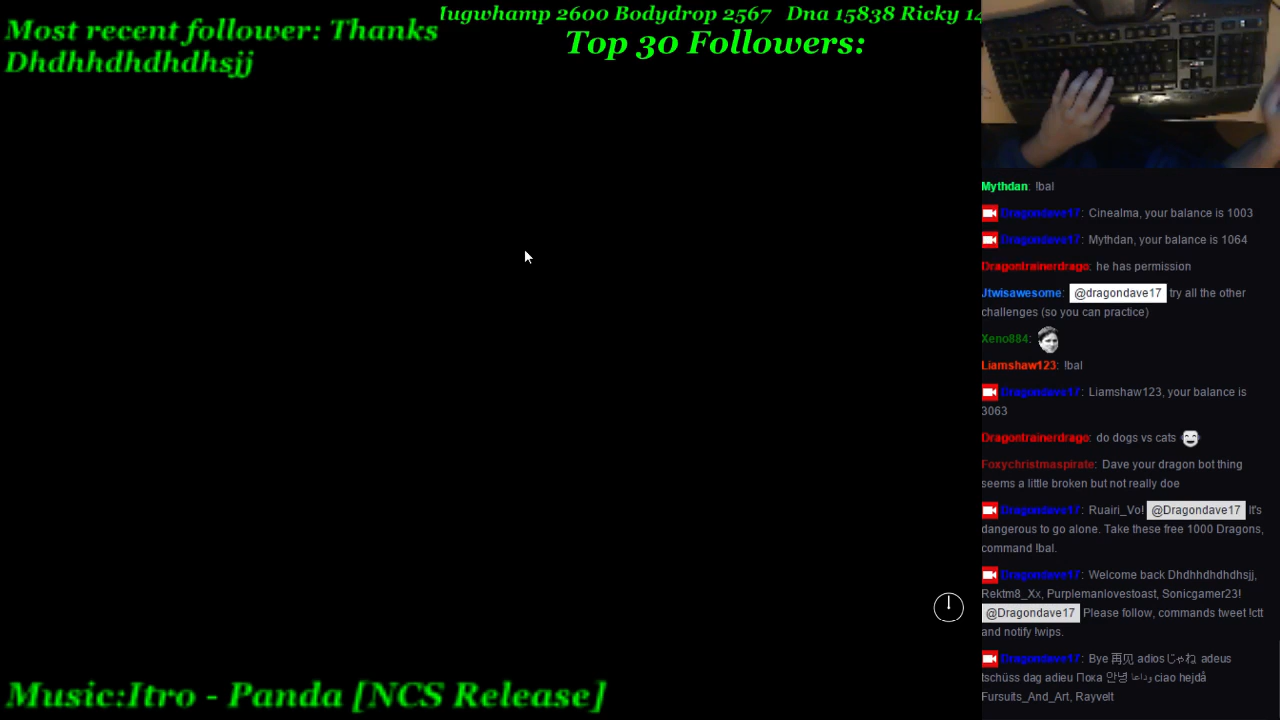 Most recent follower: Thanks
Dhdhhdhdhdhsjj
Mugwhamp 2600 Bodydrop 2567 Dna 15838 Ricky 14
Top 30 Followers:
Mythdan: !bal
Dragondave17: Cinealma, your balance is 1003
Dragondave17: Mythdan, your balance is 1064
Dragontrainerdrago: he has permission
Jtwisawesome: @dragondave17 try all the other
challenges (so you can practice)
Xeno884:
Liamshaw123: !bal
Dragondave17: Liamshaw123, your balance is
3063
Dragontrainerdrago: do dogs vs cats
Foxychristmaspirate: Dave your dragon bot thing
seems a little broken but not really doe
Dragondave17: Ruairi_Vo! @Dragondave17 It's
dangerous to go alone. Take these free 1000 Dragons,
command !bal.
Dragondave17: Welcome back Dhdhhdhdhdhsjj,
Rektm8_Xx, Purplemanlovestoast, Sonicgamer23!
@Dragondave17 Please follow, commands tweet !ctt
and notify !wips.
Dragondave17: Bye 再见 adios じゃね adeus
tschüss dag adieu Пока 안녕 وداعا ciao hejdå
Fursuits_And_Art, Rayvelt
Music:Itro - Panda [NCS Release]